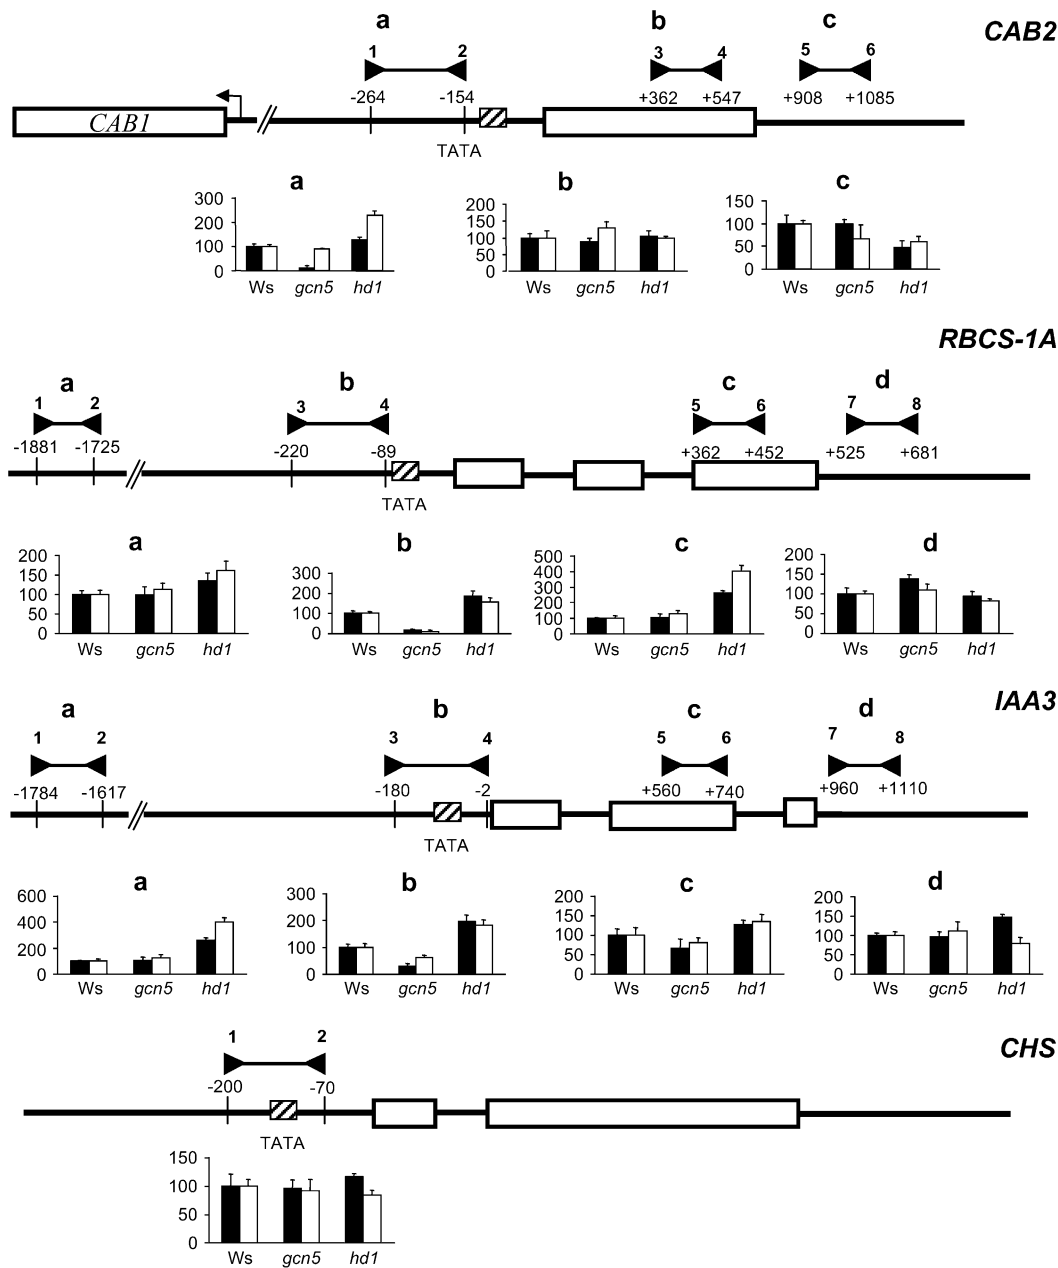 a b c CAB2
1 2 3 4 5 6
-264 -154 +362 +547 +908 +1085
CAB1
TATA
a b c
300 200 150
200 150 100
100 100 50
0 50 0
0
Ws gcn5 hd1 Ws gcn5 hd1 Ws gcn5 hd1
RBCS-1A
a b c d
1 2 3 4 5 6 7 8
-1881 -1725 -220 -89 +362 +452 +525 +681
TATA
a b c d
200 300 500 200
150 200 400 150
100 100 300 100
50 0 200 50
0 100 0
0
Ws gcn5 hd1 Ws gcn5 hd1 Ws gcn5 hd1 Ws gcn5 hd1
IAA3
a b c d
1 2 3 4 5 6 7 8
-1784 -1617 -180 -2 +560 +740 +960 +1110
TATA
a b c d
600 300 200 200
400 200 150 150
200 100 100 100
0 0 50 50
0 0
Ws gcn5 hd1 Ws gcn5 hd1 Ws gcn5 hd1 Ws gcn5 hd1
CHS
1 2
-200 -70
TATA
150
100
50
0
Ws gcn5 hd1